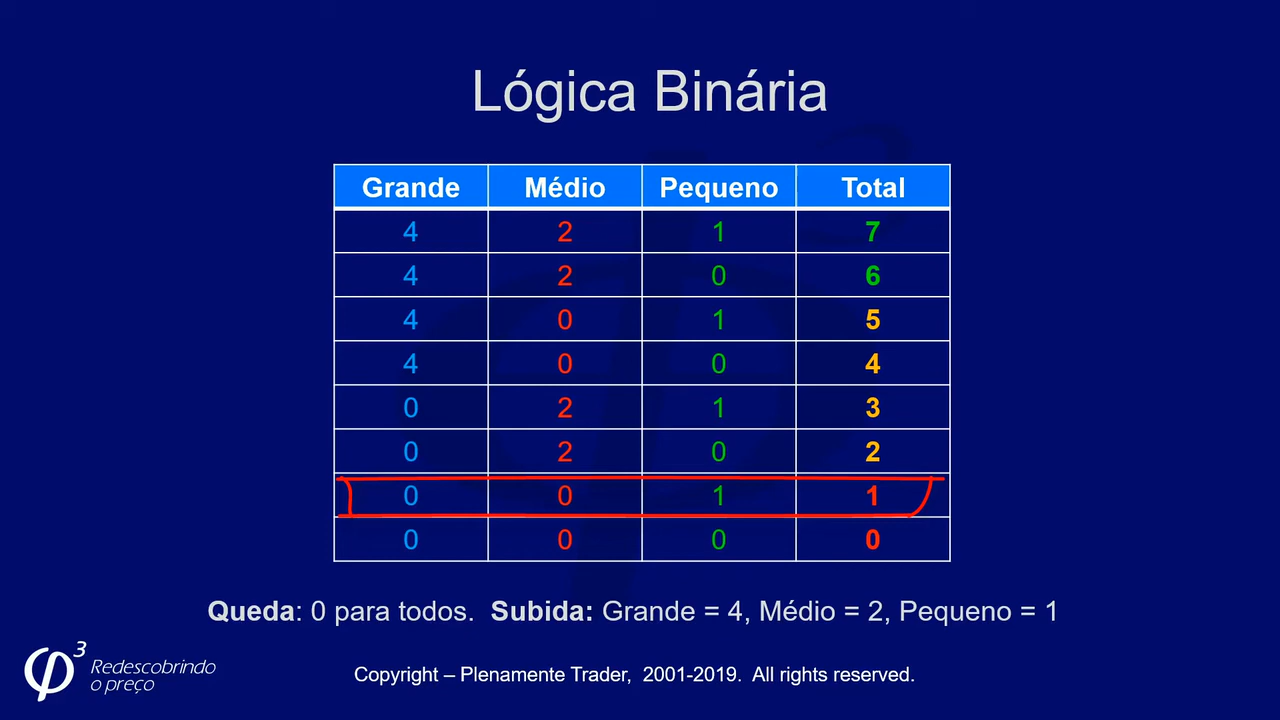 Lógica Binária
Grande Médio Pequeno Total
4 2 1 7
4 2 0 6
4 0 1 5
4 0 0 4
0 2 1 3
0 2 0 2
0 0 1 1
0 0 0 0
Queda: 0 para todos. Subida: Grande = 4, Médio = 2, Pequeno = 1
φ3 Redescobrindo
o preço
Copyright – Plenamente Trader, 2001-2019. All rights reserved.